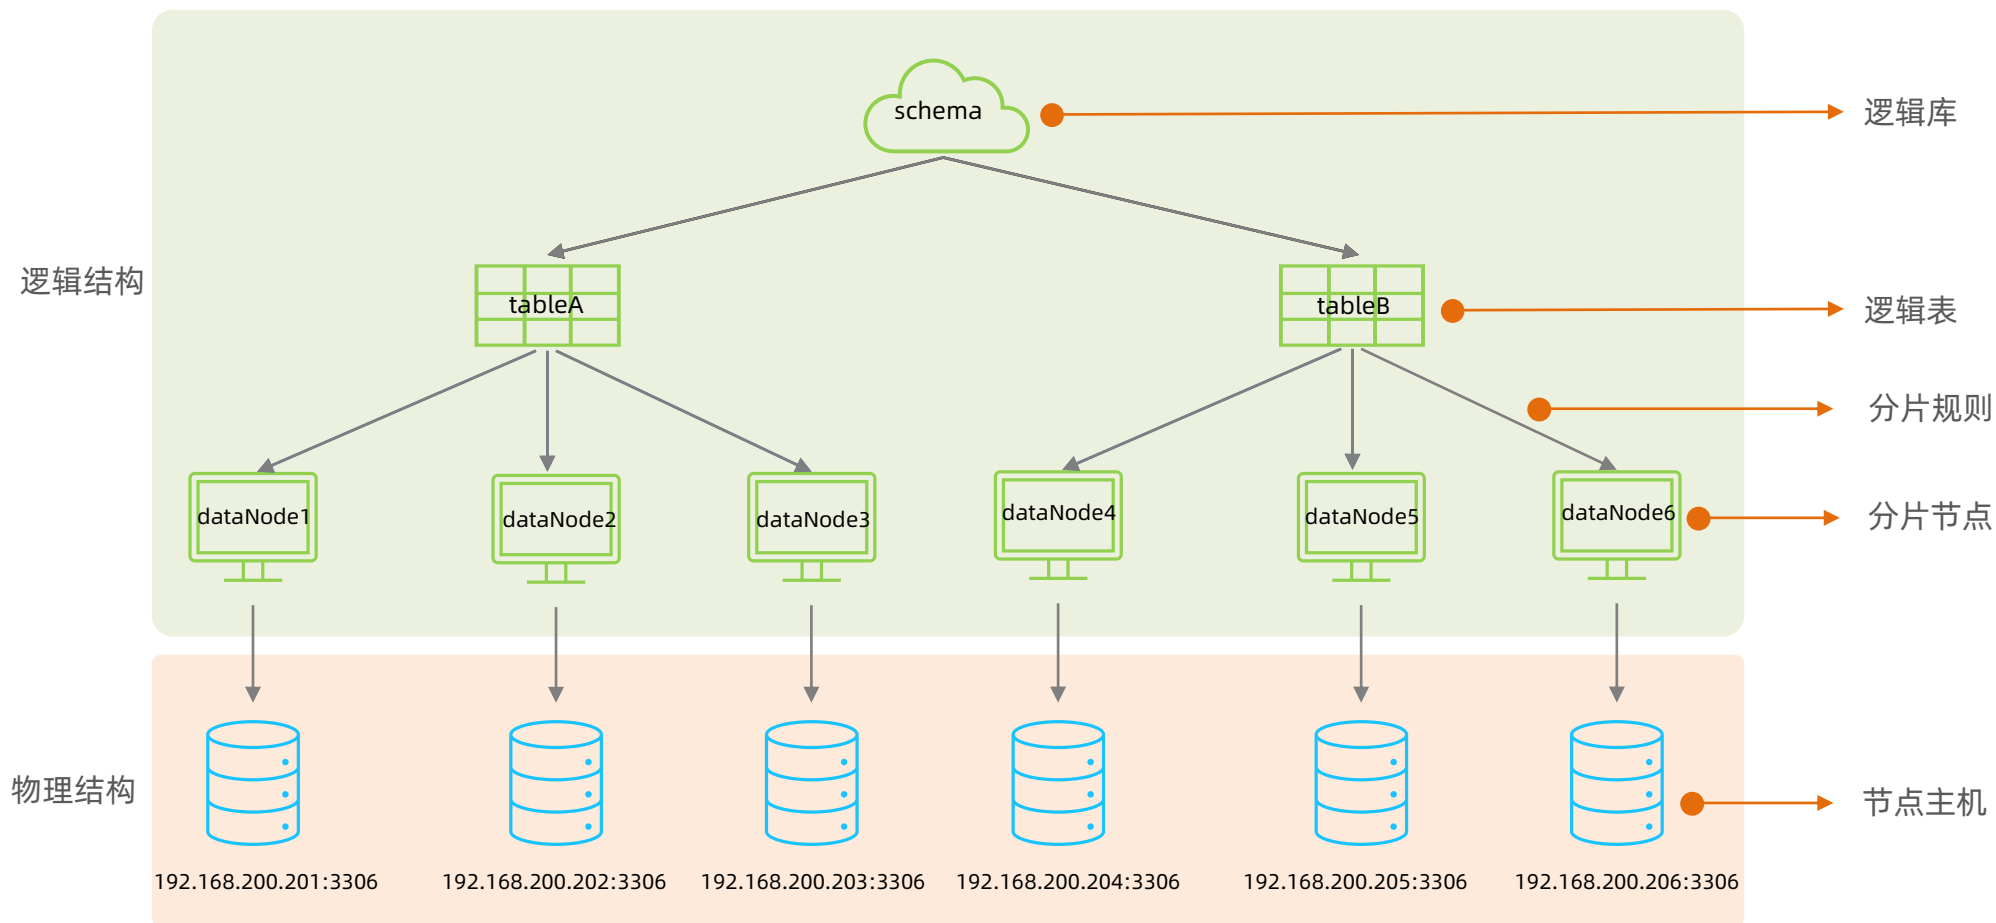 schema
逻辑库
逻辑结构
tableA
tableB
逻辑表
分片规则
dataNode1
dataNode2
dataNode3
dataNode4
dataNode5
dataNode6
分片节点
物理结构
节点主机
192.168.200.201:3306
192.168.200.202:3306
192.168.200.203:3306
192.168.200.204:3306
192.168.200.205:3306
192.168.200.206:3306